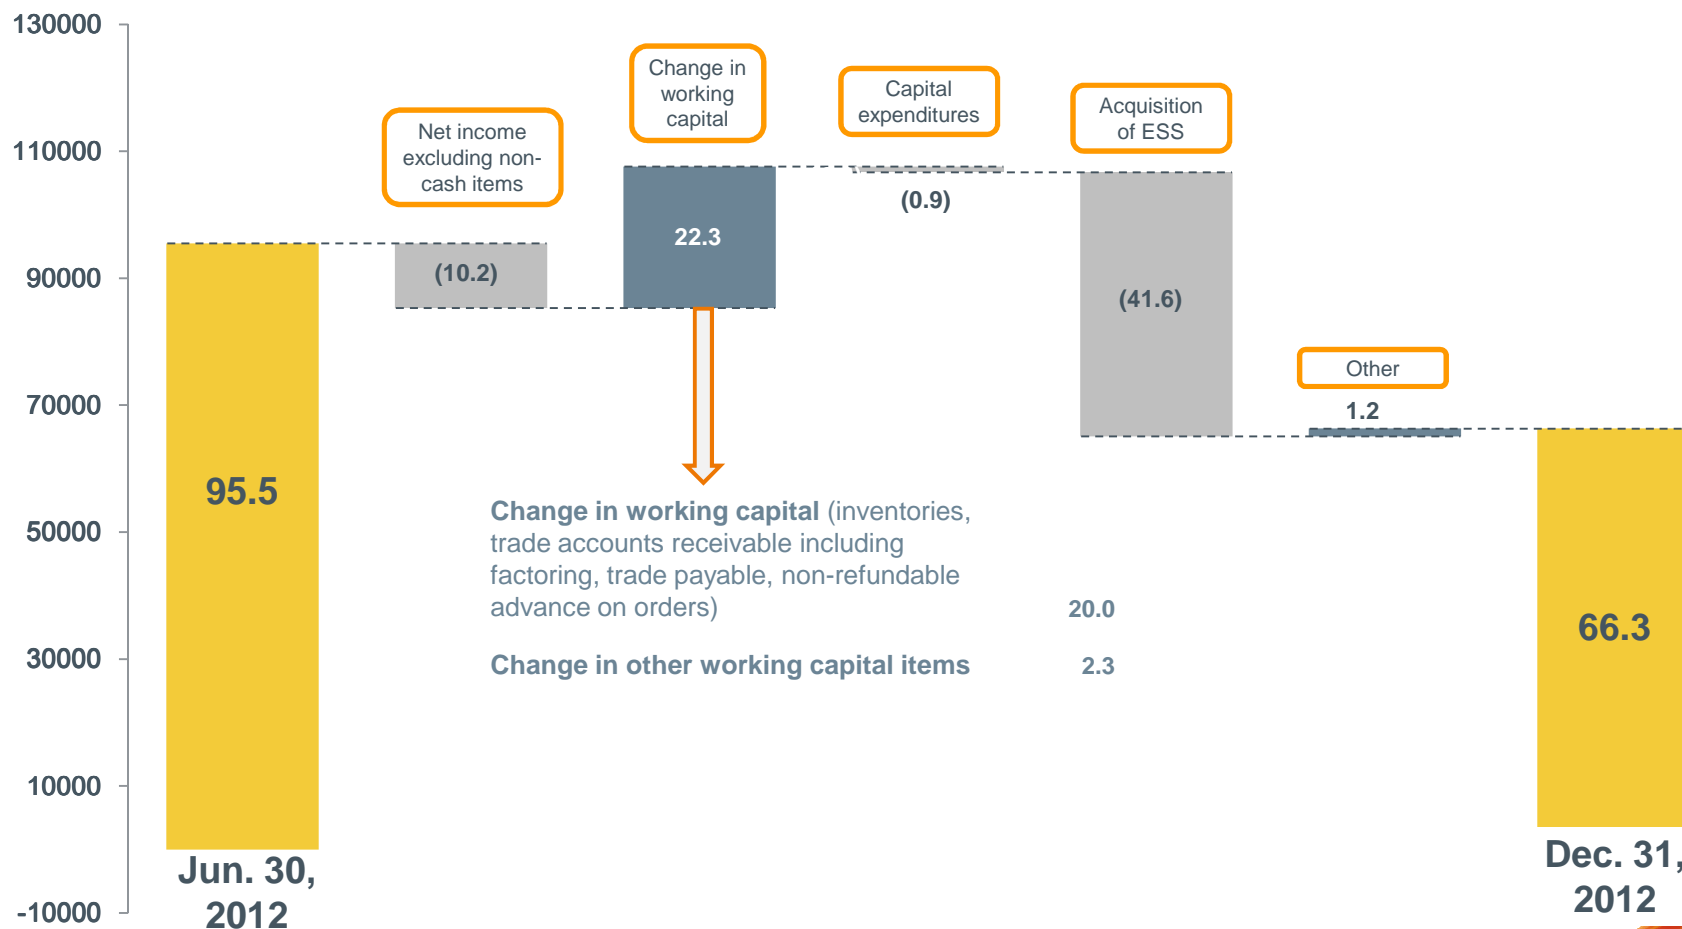 130000
110000
90000
70000
50000
30000
10000
-10000
Net income
excluding non-
cash items
Change in
working
capital
Capital
expenditures
Acquisition
of ESS
Other
95.5
(10.2)
22.3
(0.9)
(41.6)
1.2
66.3
Change in working capital (inventories,
trade accounts receivable including
factoring, trade payable, non-refundable
advance on orders) 20.0
Change in other working capital items 2.3
Jun. 30,
2012
Dec. 31,
2012